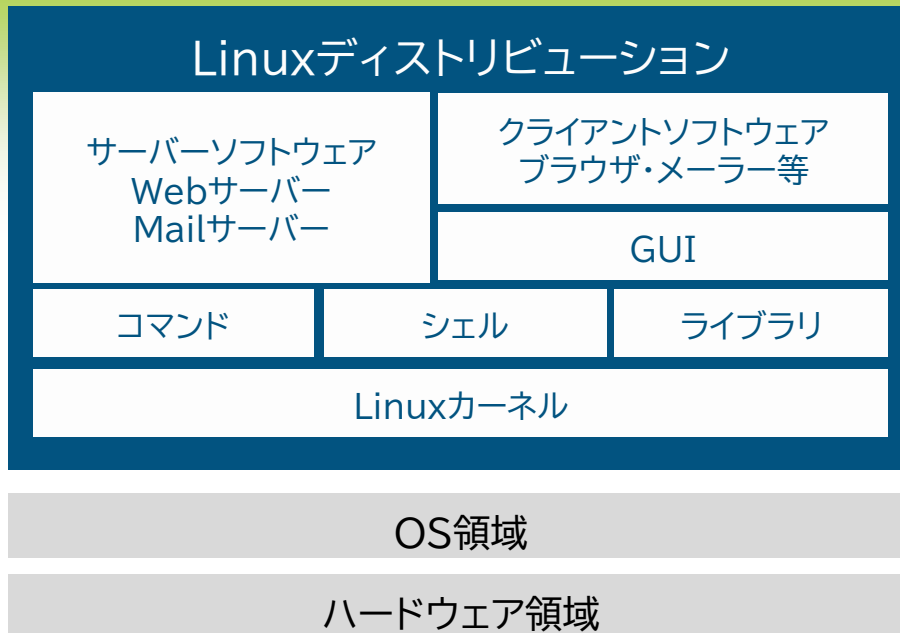 Linuxディストリビューション
サーバーソフトウェア
Webサーバー
Mailサーバー
クライアントソフトウェア
ブラウザ・メーラー等
GUI
コマンド
シェル
ライブラリ
Linuxカーネル
OS領域
ハードウェア領域